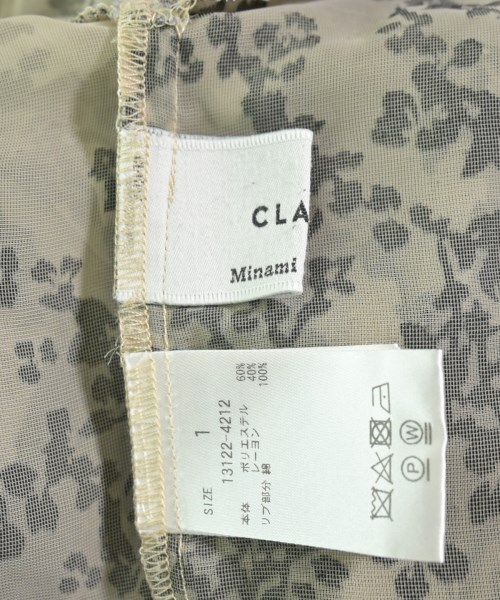 CLA
Minami
SIZE 1
13122-4212
本体 ポリエステル 60%
レーヨン 40%
リブ部分 綿 100%
P W